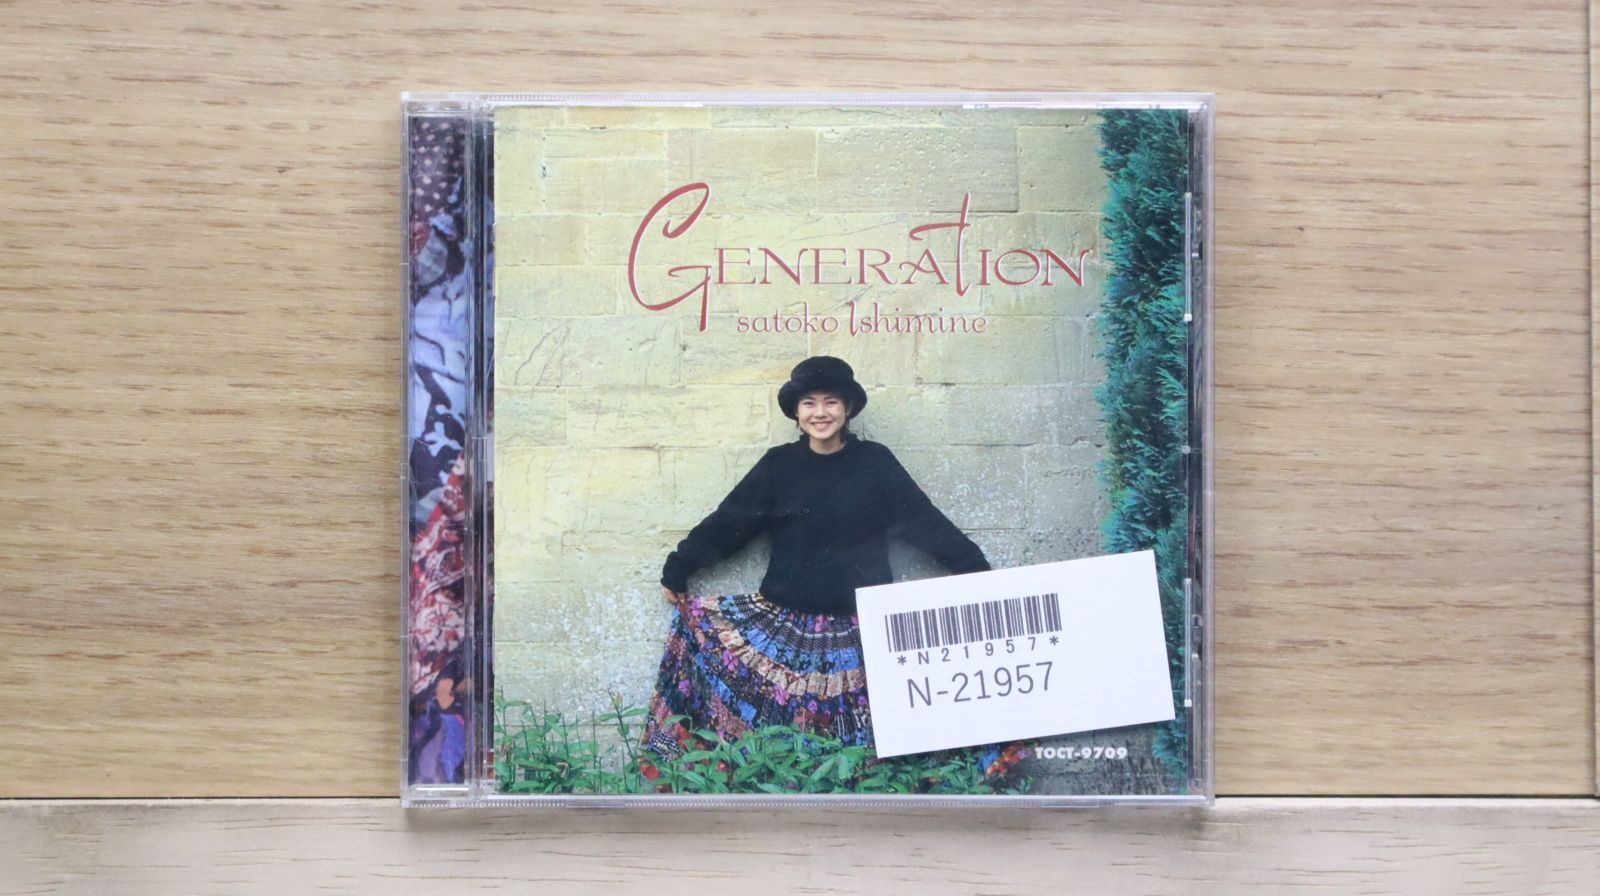 GENERATION
satoko Ishimine
*N21957*
N-21957
TOCT-9709